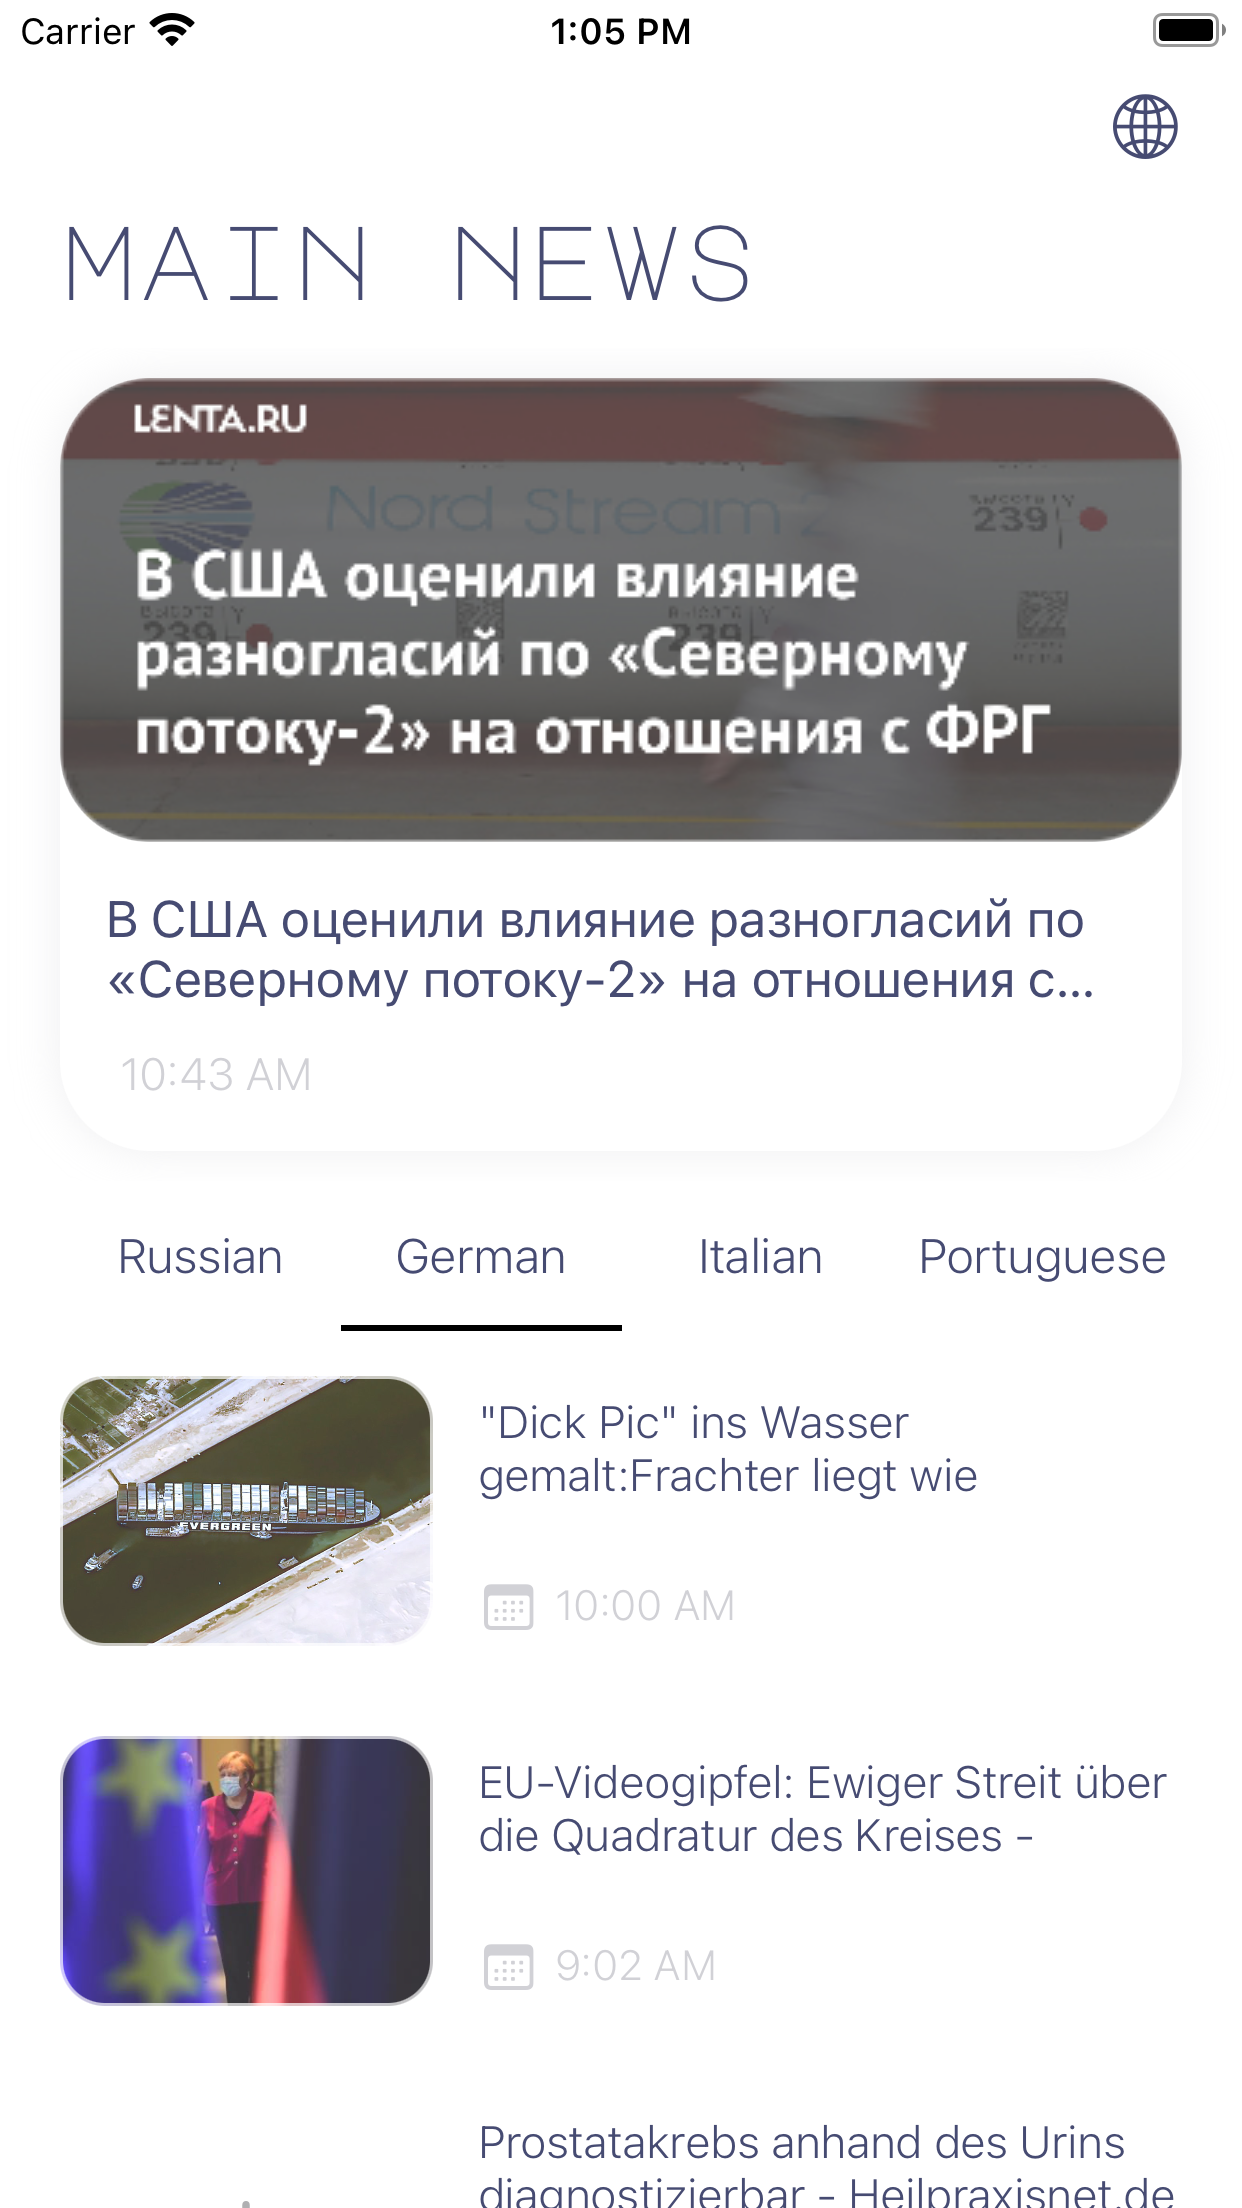 Carrier
1:05 PM
MAIN NEWS
LENTA.RU
Nord Stream 2
239
В США оценили влияние
239
239
разногласий по «Северному
потоку-2» на отношения с ФРГ
В США оценили влияние разногласий по
«Северному потоку-2» на отношения с...
10:43 AM
Russian
German
Italian
Portuguese
EVERGREEN
"Dick Pic" ins Wasser
gemalt:Frachter liegt wie
10:00 AM
EU-Videogipfel: Ewiger Streit über
die Quadratur des Kreises -
9:02 AM
Prostatakrebs anhand des Urins
diagnostizierbar - Heilpraxisnet.de